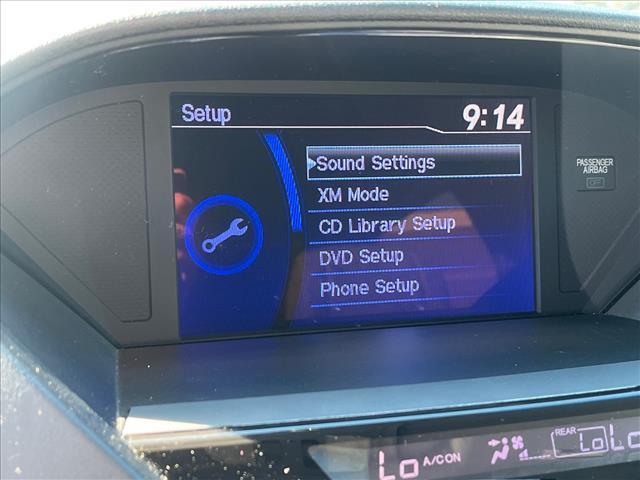 Setup 9:14
Sound Settings
XM Mode
CD Library Setup
DVD Setup
Phone Setup
PASSENGER
AIRBAG
OFF
REAR
Lo A/CON Lo Lo